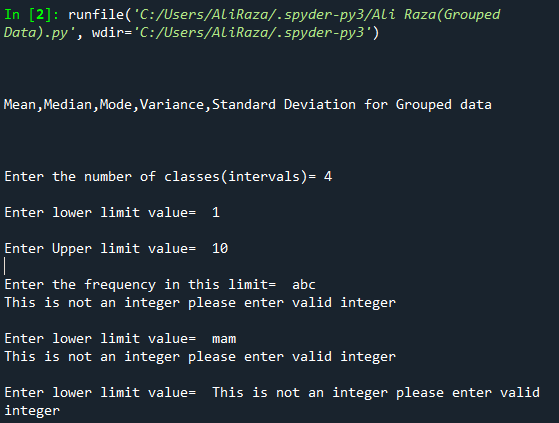 In [2]: runfile('C:/Users/AliRaza/.spyder-py3/Ali Raza(Grouped
Data).py', wdir='C:/Users/AliRaza/.spyder-py3')
Mean,Median,Mode,Variance,Standard Deviation for Grouped data
Enter the number of classes(intervals)= 4
Enter lower limit value=  1
Enter Upper limit value=  10
Enter the frequency in this limit=  abc
This is not an integer please enter valid integer
Enter lower limit value=  mam
This is not an integer please enter valid integer
Enter lower limit value=  This is not an integer please enter valid
integer